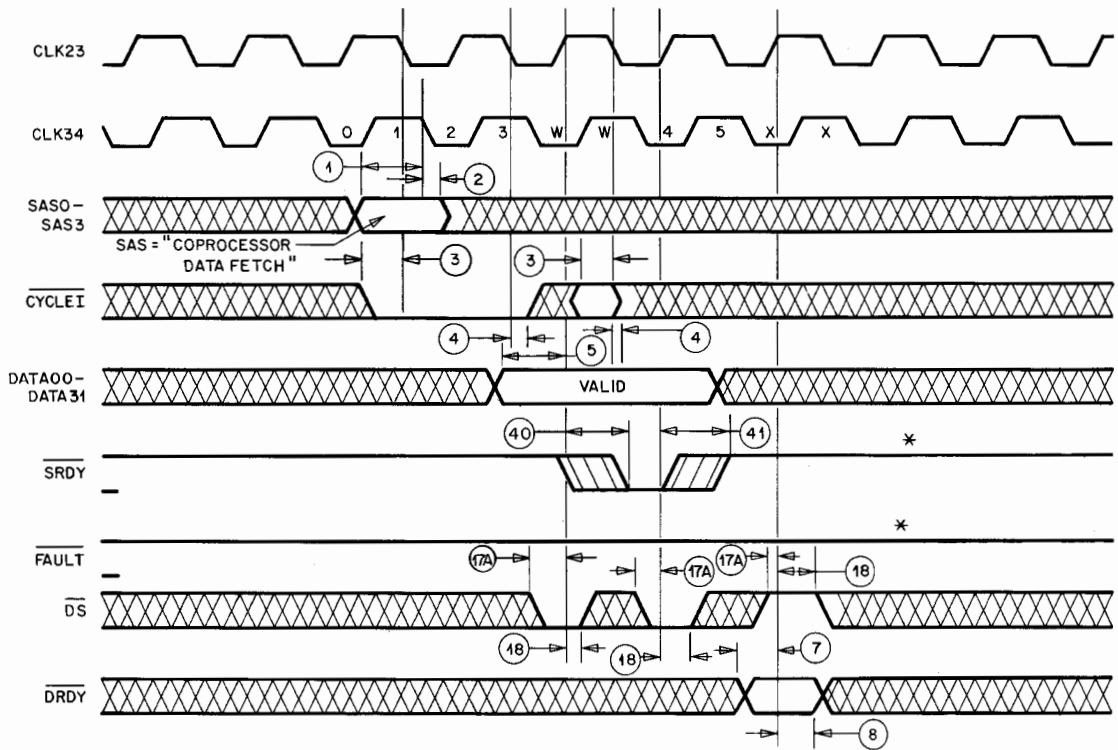 CLK23
CLK34
0 1 2 3 W W 4 5 X X
1
2
SAS0–
SAS3
SAS = "COPROCESSOR
DATA FETCH"
3
3
CYCLEI
4
5
4
DATA00–
DATA31
VALID
40
41
*
SRDY
*
FAULT
17A
17A
17A
18
DS
18
18
7
DRDY
8